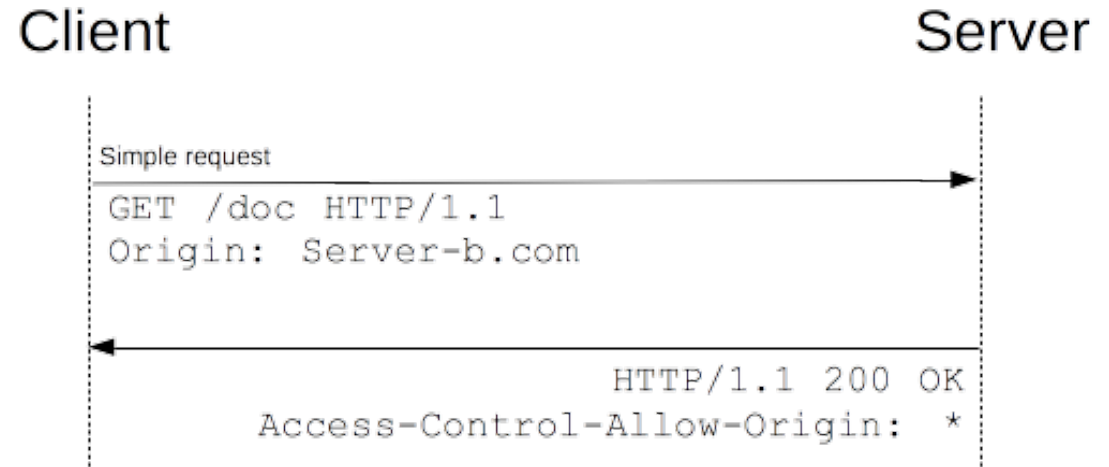 Client
Server
Simple request
GET /doc HTTP/1.1
Origin: Server-b.com
HTTP/1.1 200 OK
Access-Control-Allow-Origin: *